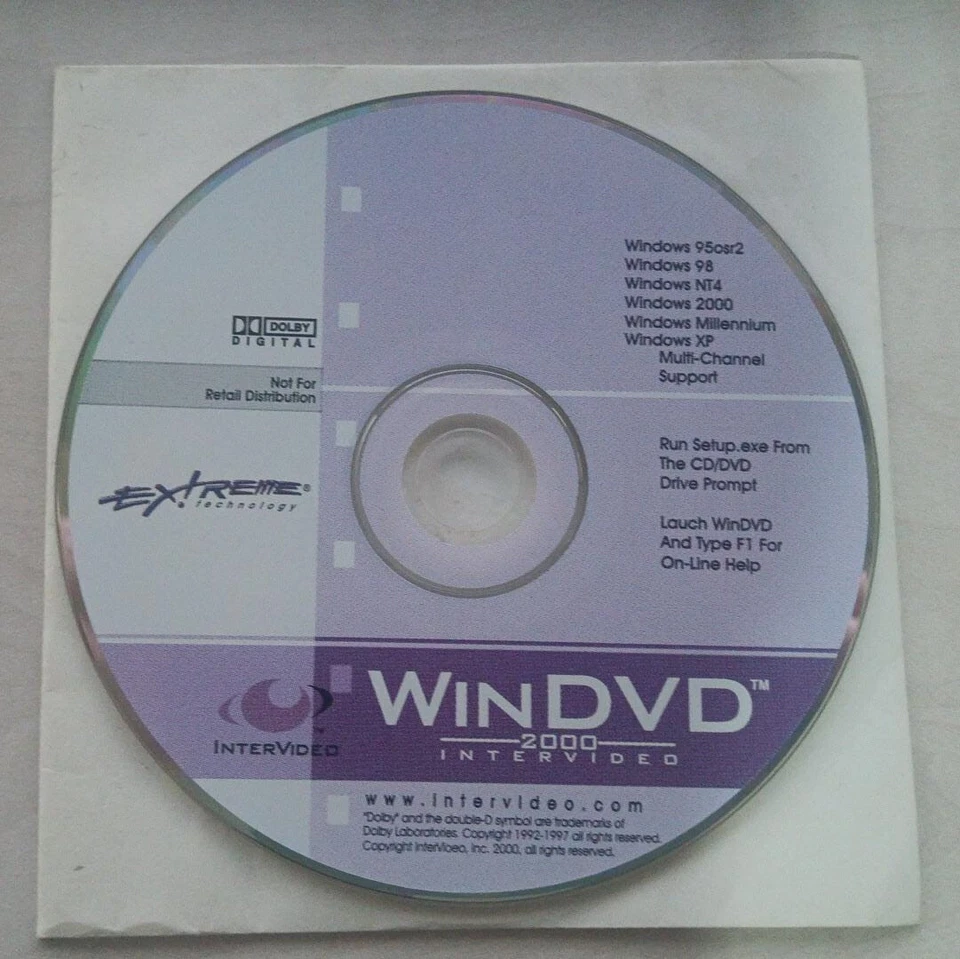 DOLBY
DIGITAL
Not For
Retail Distribution
EXTREME®
technology
Windows 95osr2
Windows 98
Windows NT4
Windows 2000
Windows Millennium
Windows XP
Multi-Channel
Support
Run Setup.exe From
The CD/DVD
Drive Prompt
Lauch WinDVD
And Type F1 For
On-Line Help
INTERVIDEO
WINDVD™
2000
INTERVIDEO
www.intervideo.com
"Dolby" and the double-D symbol are trademarks of
Dolby Laboratories. Copyright 1992-1997 all rights reserved.
Copyright InterVideo, Inc. 2000, all rights reserved.